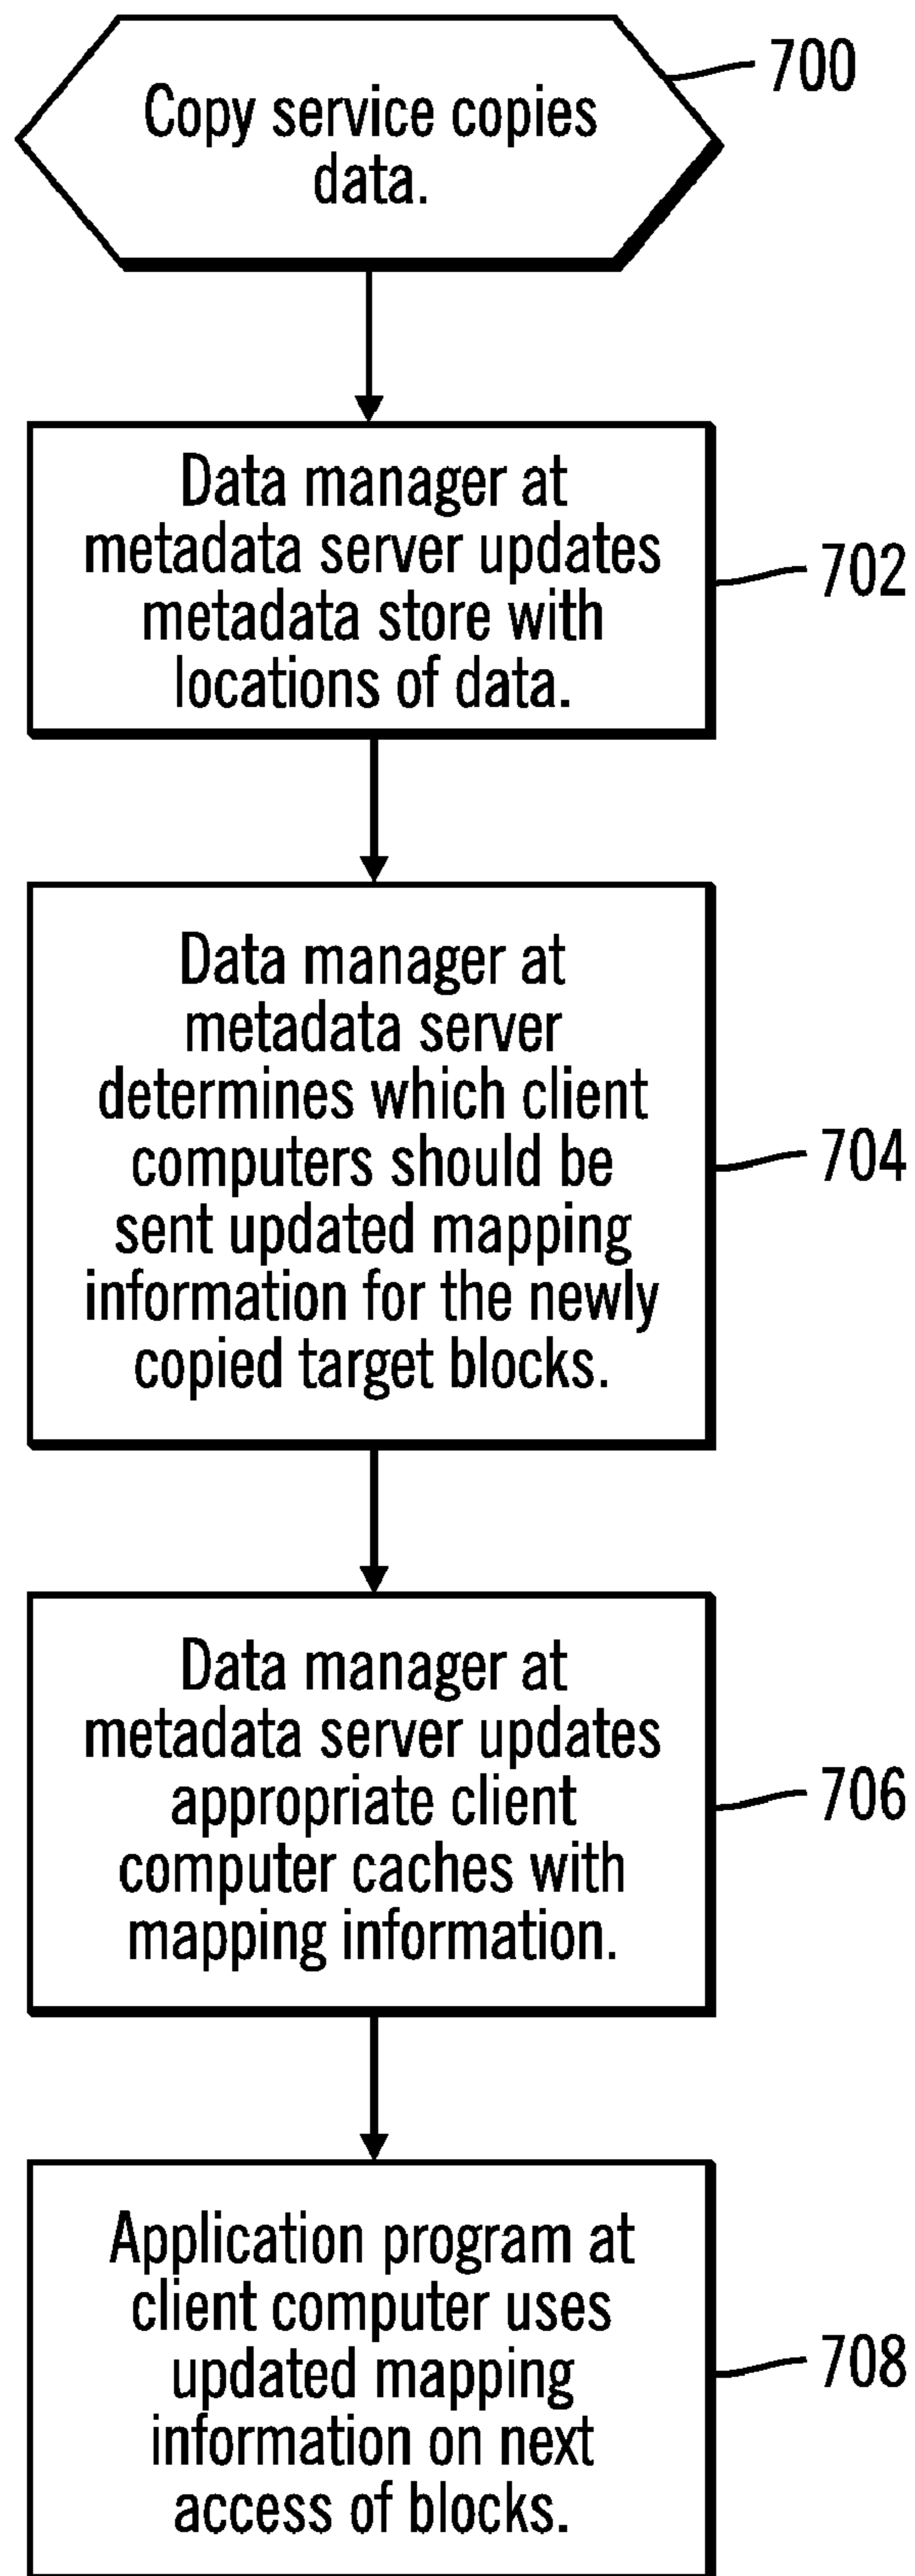 Copy service copies
data.
700
Data manager at
metadata server updates
metadata store with
locations of data.
702
Data manager at
metadata server
determines which client
computers should be
sent updated mapping
information for the newly
copied target blocks.
704
Data manager at
metadata server updates
appropriate client
computer caches with
mapping information.
706
Application program at
client computer uses
updated mapping
information on next
access of blocks.
708